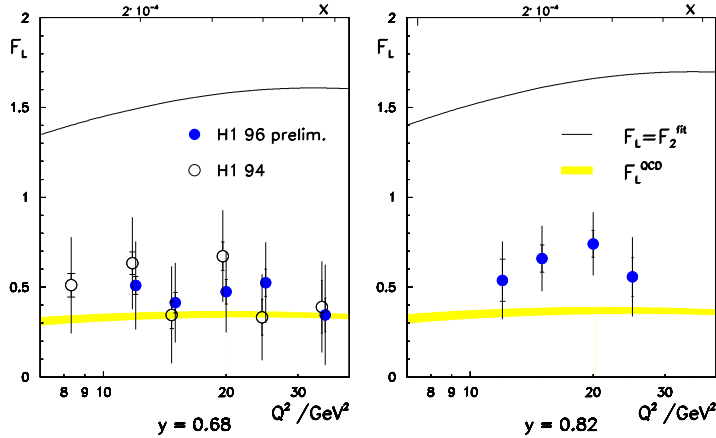 2·10⁻⁴ X
2·10⁻⁴ X
F_L
2
1.5
1
0.5
0
H1 96 prelim.
H1 94
8 9 10 20 30
Q² /GeV²
y = 0.68
2
1.5
1
0.5
0
F_L=F_2^fit
F_L^QCD
8 9 10 20 30
Q² /GeV²
y = 0.82
F_L